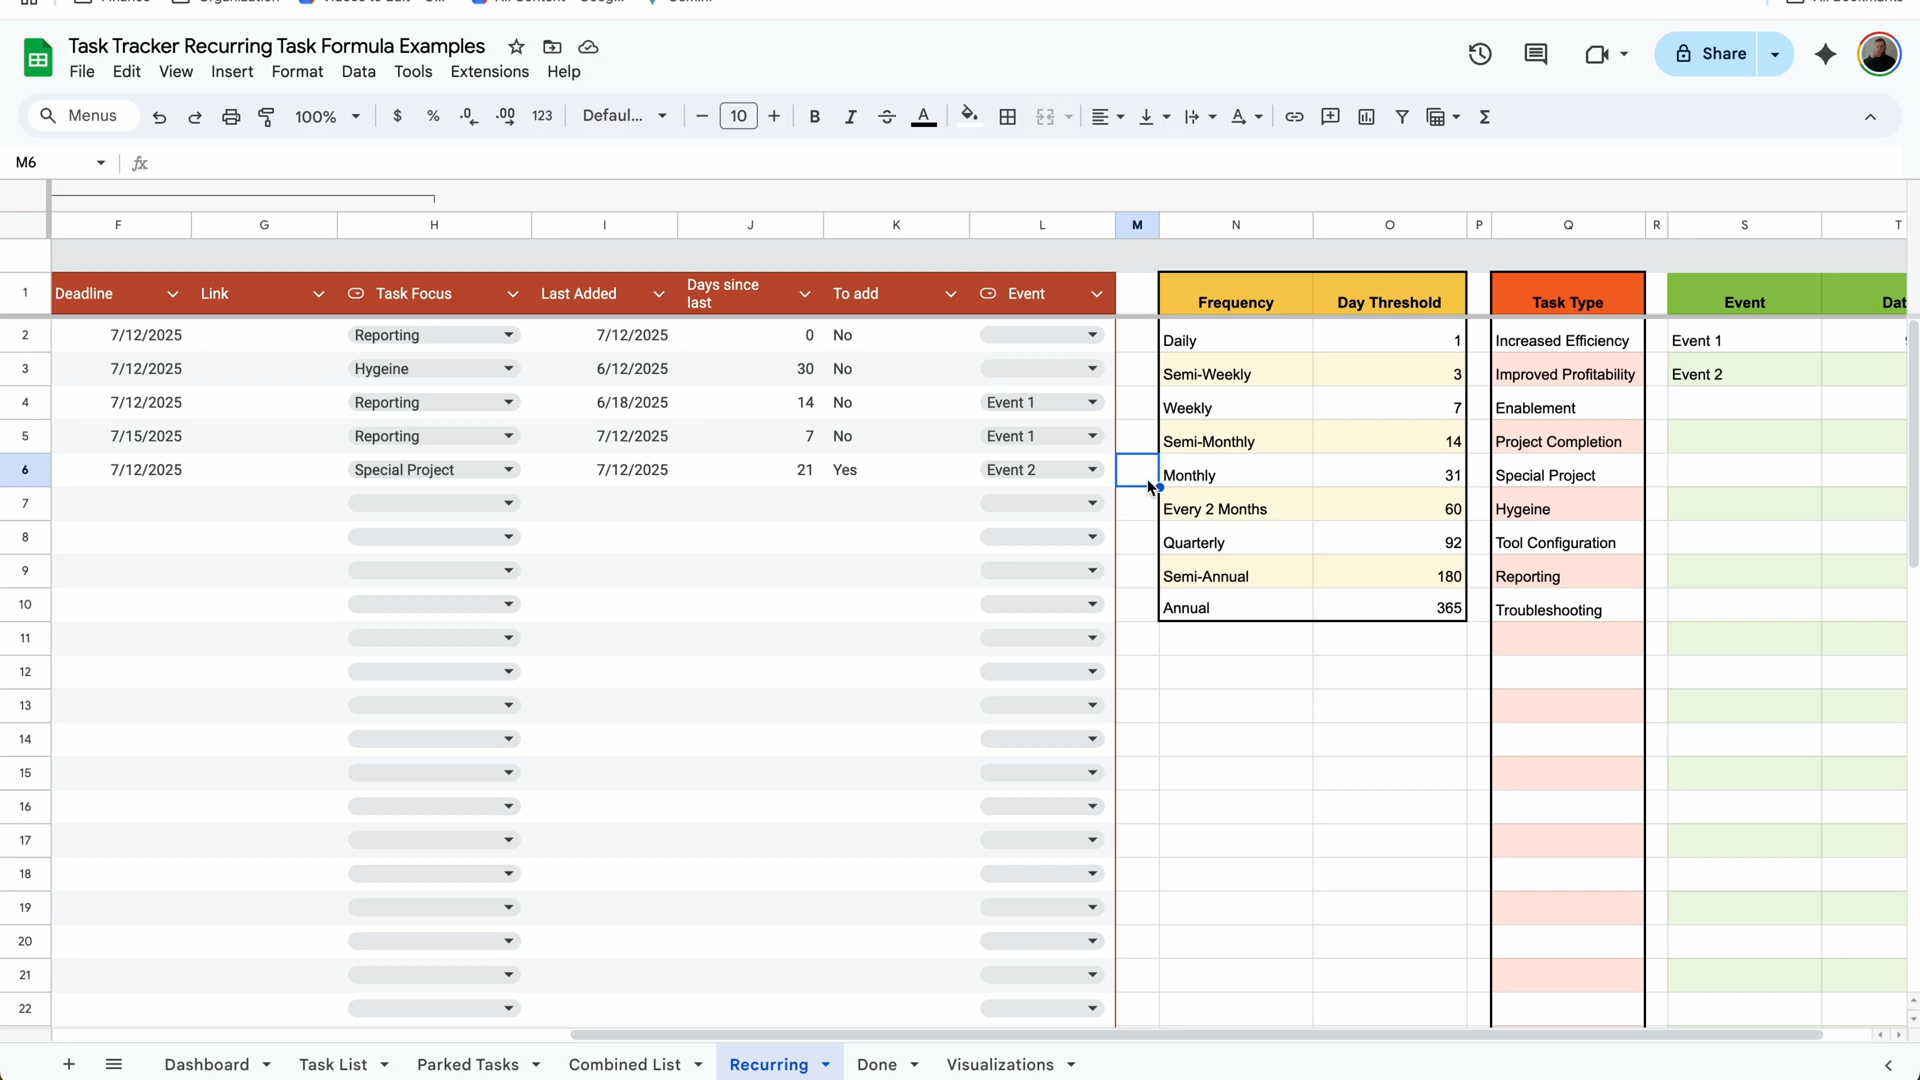 Task Tracker Recurring Task Formula Examples
File Edit View Insert Format Data Tools Extensions Help
Share
Menus 100% $ % .0 .00 123 Defaul... 10 B I A
M6 fx
F G H I J K L M N O P Q R S T
1 Deadline Link Task Focus Last Added Days since last To add Event Frequency Day Threshold Task Type Event
2 7/12/2025 Reporting 7/12/2025 0 No Daily 1 Increased Efficiency Event 1
3 7/12/2025 Hygeine 6/12/2025 30 No Semi-Weekly 3 Improved Profitability Event 2
4 7/12/2025 Reporting 6/18/2025 14 No Event 1 Weekly 7 Enablement
5 7/15/2025 Reporting 7/12/2025 7 No Event 1 Semi-Monthly 14 Project Completion
6 7/12/2025 Special Project 7/12/2025 21 Yes Event 2 Monthly 31 Special Project
7 Every 2 Months 60 Hygeine
8 Quarterly 92 Tool Configuration
9 Semi-Annual 180 Reporting
10 Annual 365 Troubleshooting
11
12
13
14
15
16
17
18
19
20
21
22
Dashboard Task List Parked Tasks Combined List Recurring Done Visualizations